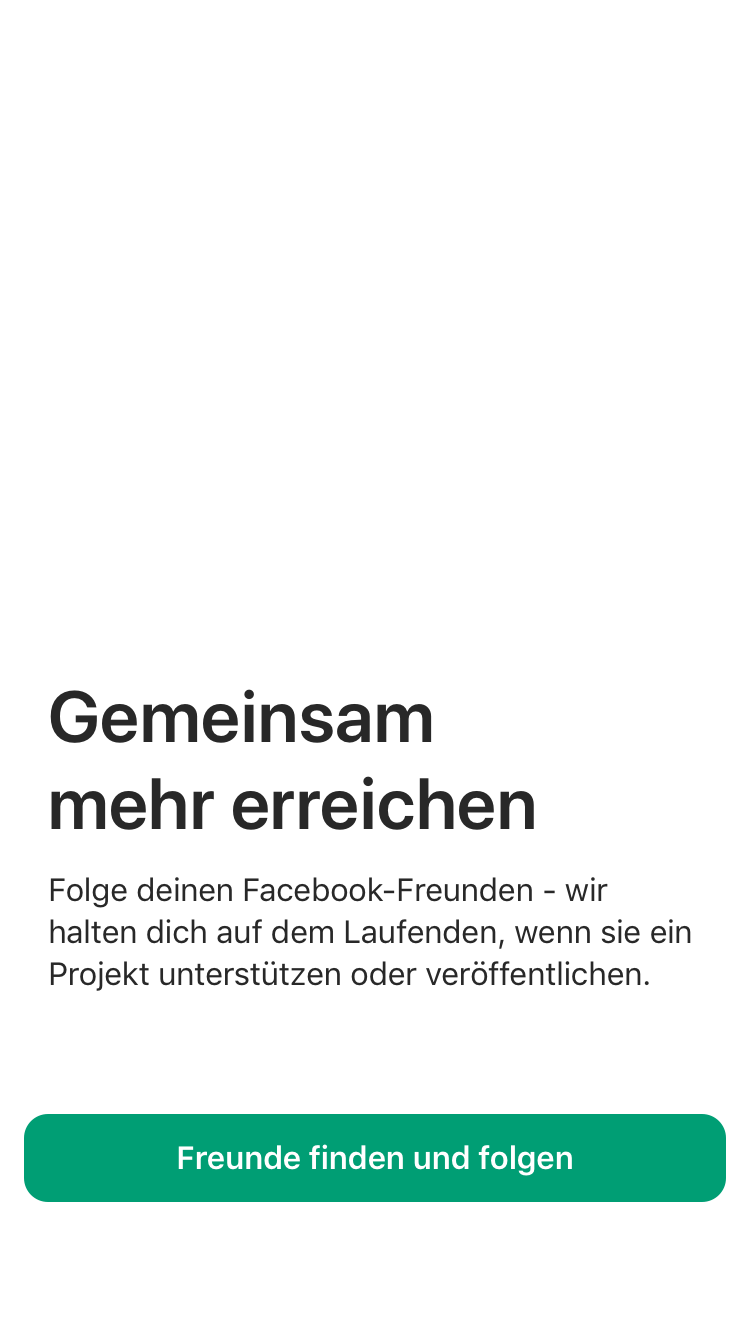 Gemeinsam
mehr erreichen
Folge deinen Facebook-Freunden - wir
halten dich auf dem Laufenden, wenn sie ein
Projekt unterstützen oder veröffentlichen.
Freunde finden und folgen